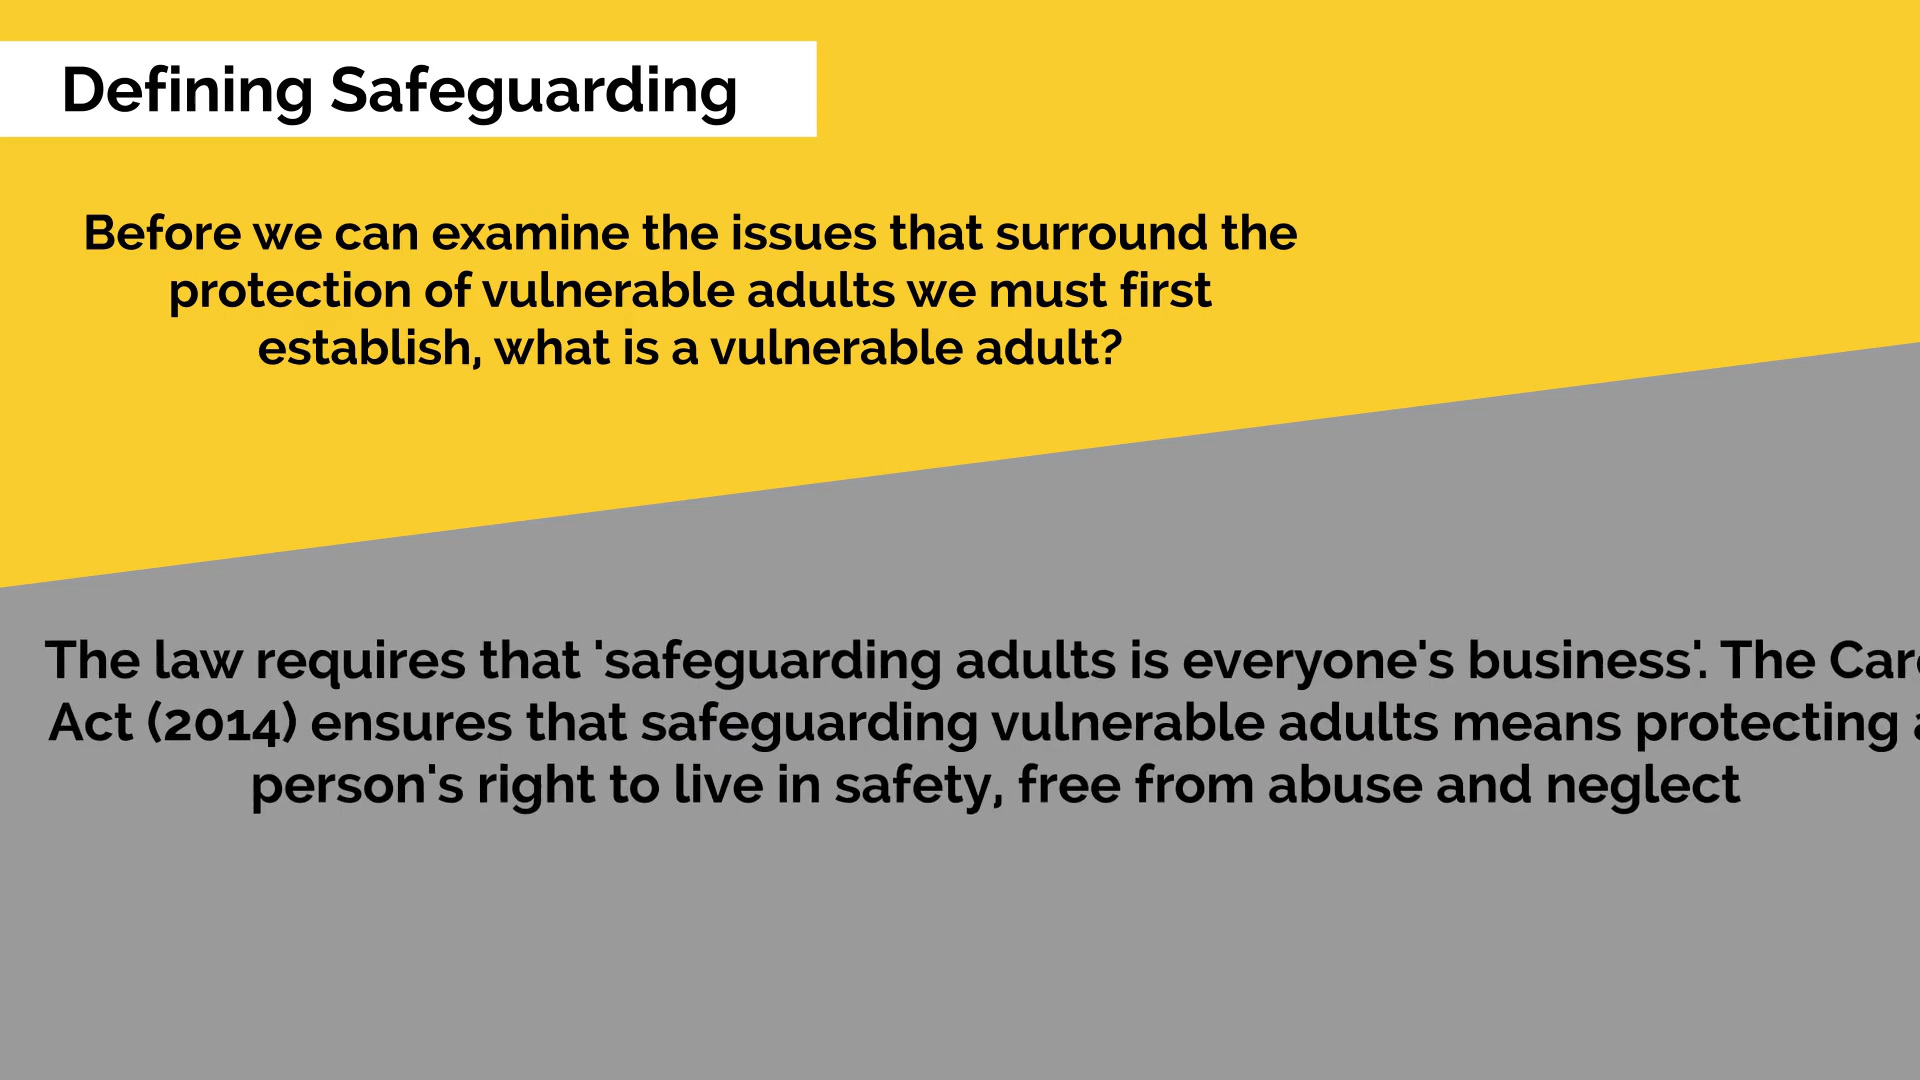 Defining Safeguarding
Before we can examine the issues that surround the
protection of vulnerable adults we must first
establish, what is a vulnerable adult?
The law requires that 'safeguarding adults is everyone's business'. The Care
Act (2014) ensures that safeguarding vulnerable adults means protecting a
person's right to live in safety, free from abuse and neglect